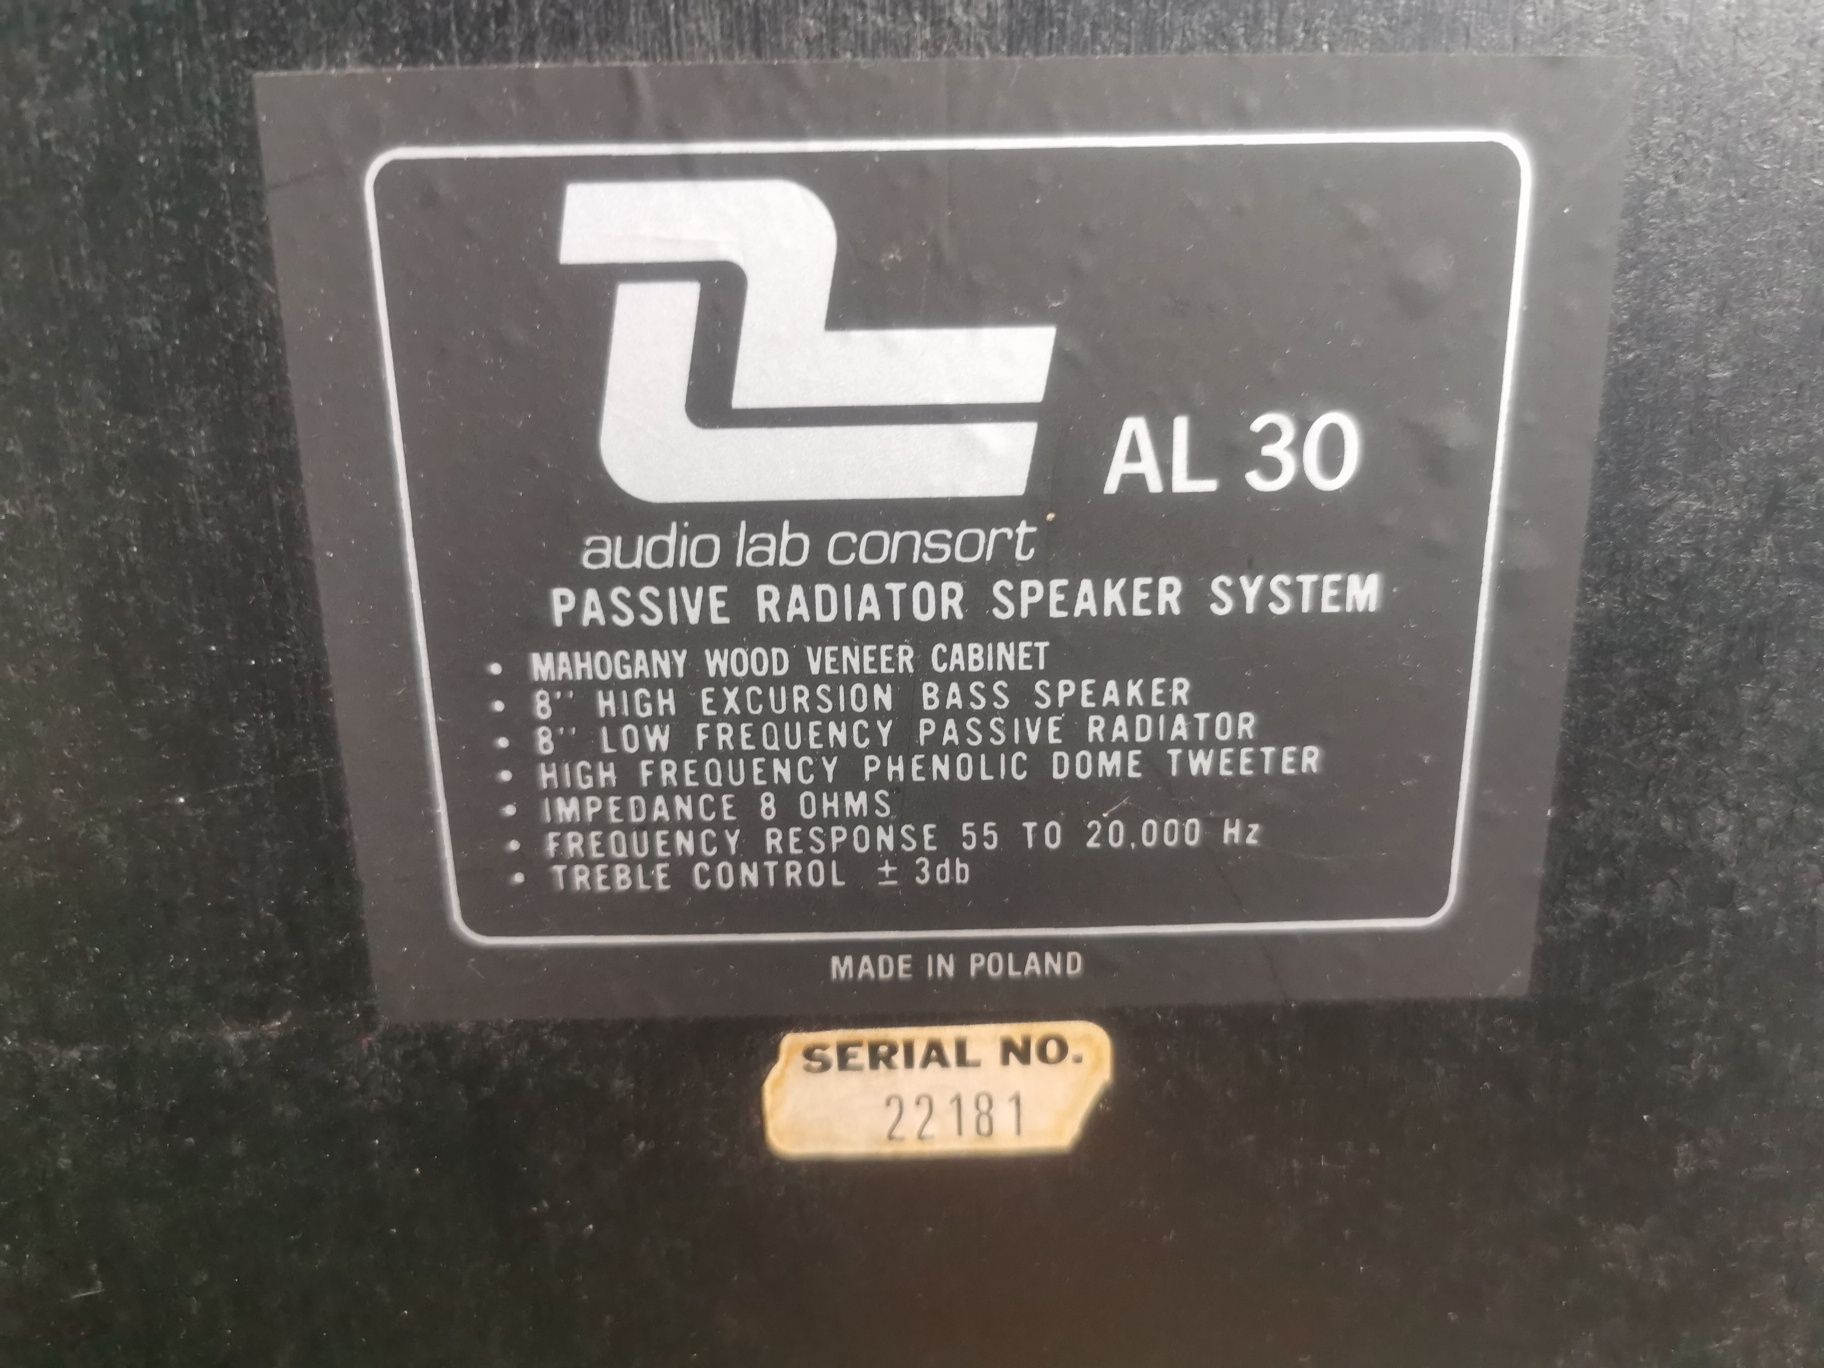 AL 30
audio lab consort
PASSIVE RADIATOR SPEAKER SYSTEM
• MAHOGANY WOOD VENEER CABINET
• 8'' HIGH EXCURSION BASS SPEAKER
• 8'' LOW FREQUENCY PASSIVE RADIATOR
• HIGH FREQUENCY PHENOLIC DOME TWEETER
• IMPEDANCE 8 OHMS
• FREQUENCY RESPONSE 55 TO 20.000 Hz
• TREBLE CONTROL ± 3db
MADE IN POLAND
SERIAL NO.
22181